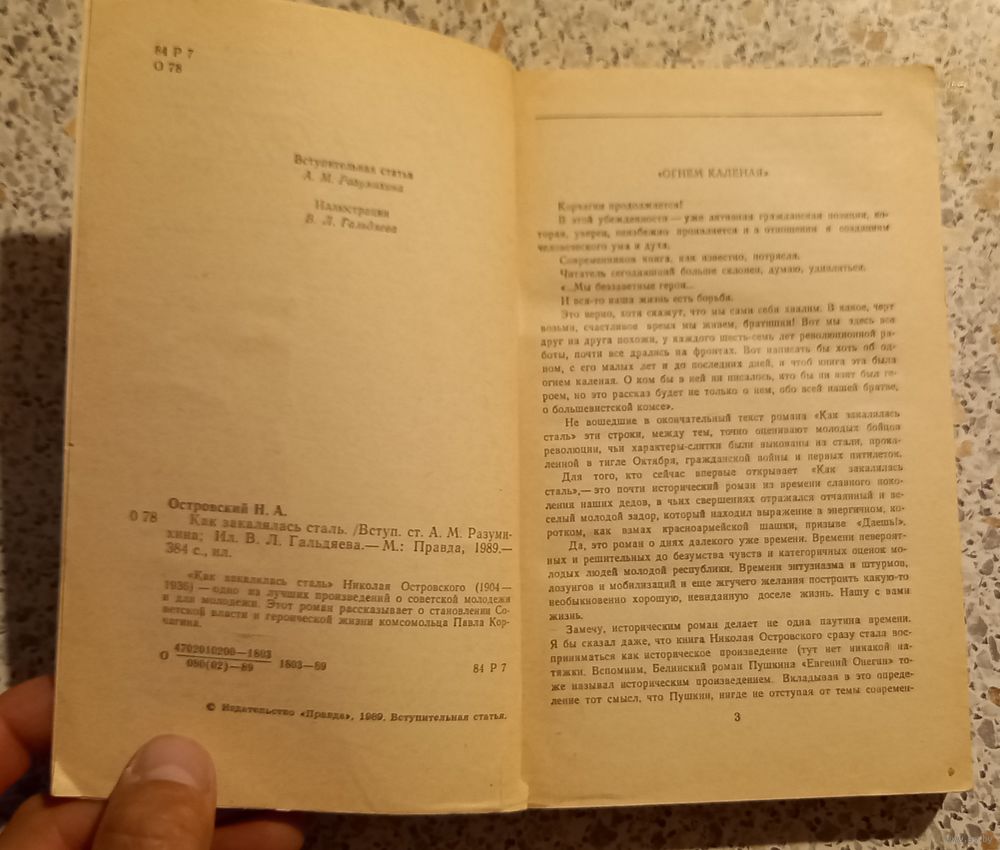 84 Р 7
О 78
Вступительная статья
А. М. Разумихина
Иллюстрации
В. Л. Гальдяева
Островский Н. А.
О 78 Как закалялась сталь. /Вступ. ст. А. М. Разуми-
хина; Ил. В. Л. Гальдяева.— М.: Правда, 1989.—
384 с., ил.
«Как закалялась сталь» Николая Островского (1904—
1936) — одно из лучших произведений о советской молодежи
и для молодежи. Этот роман рассказывает о становлении Со-
ветской власти и героической жизни комсомольца Павла Кор-
чагина.
О 4702010200—1803
080(02)—89 1803—89
84 Р 7
© Издательство «Правда», 1989. Вступительная статья.
«ОГНЕМ КАЛЕНАЯ»
Корчагин продолжается!
В этой убежденности — уже активная гражданская позиция, ко-
торая, уверен, неизбежно проявляется и в отношении к созданиям
человеческого ума и духа.
Современников книга, как известно, потрясла.
Читатель сегодняшний больше склонен, думаю, удивляться.
«...Мы беззаветные герои...
И вся-то наша жизнь есть борьба.
Это верно, хотя скажут, что мы сами себя хвалим. В какое, черт
возьми, счастливое время мы живем, братишки! Вот мы здесь все
друг на друга похожи, у каждого шесть-семь лет революционной ра-
боты, почти все дрались на фронтах. Вот написать бы хоть об од-
ном, с его малых лет и до последних дней, и чтоб книга эта была
огнем каленая. О ком бы в ней ни писалось, кто бы ни взят был ге-
роем, но это рассказ будет не только о нем, обо всей нашей братве,
о большевистской комсе».
Не вошедшие в окончательный текст романа «Как закалялась
сталь» эти строки, между тем, точно оценивают молодых бойцов
революции, чьи характеры-слитки были выкованы из стали, прока-
ленной в тигле Октября, гражданской войны и первых пятилеток.
Для того, кто сейчас впервые открывает «Как закалялась
сталь»,— это почти исторический роман из времени славного поко-
ления наших дедов, в чьих свершениях отражался отчаянный и ве-
селый молодой задор, который находил выражение в энергичном, ко-
ротком, как взмах красноармейской шашки, призыве «Даешь!».
Да, это роман о днях далекого уже времени. Времени невероят-
ных и решительных до безумства чувств и категоричных оценок мо-
лодых людей молодой республики. Времени энтузиазма и штурмов,
лозунгов и мобилизаций и еще жгучего желания построить какую-то
необыкновенно хорошую, невиданную доселе жизнь. Нашу с вами
жизнь.
Замечу, историческим роман делает не одна паутина времени.
Я бы сказал даже, что книга Николая Островского сразу стала вос-
приниматься как историческое произведение (тут нет никакой на-
тяжки. Вспомним, Белинский роман Пушкина «Евгений Онегин» то-
же называл историческим произведением. Вкладывая в это опреде-
ление тот смысл, что Пушкин, нигде не отступая от темы современ-
3